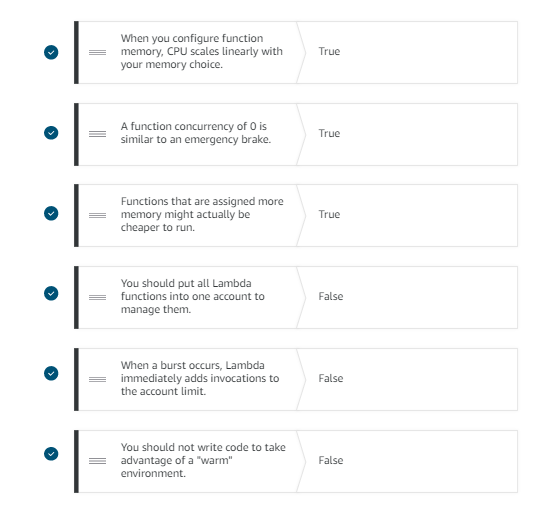 When you configure function
memory, CPU scales linearly with
your memory choice.
True
A function concurrency of 0 is
similar to an emergency brake.
True
Functions that are assigned more
memory might actually be
cheaper to run.
True
You should put all Lambda
functions into one account to
manage them.
False
When a burst occurs, Lambda
immediately adds invocations to
the account limit.
False
You should not write code to take
advantage of a "warm"
environment.
False